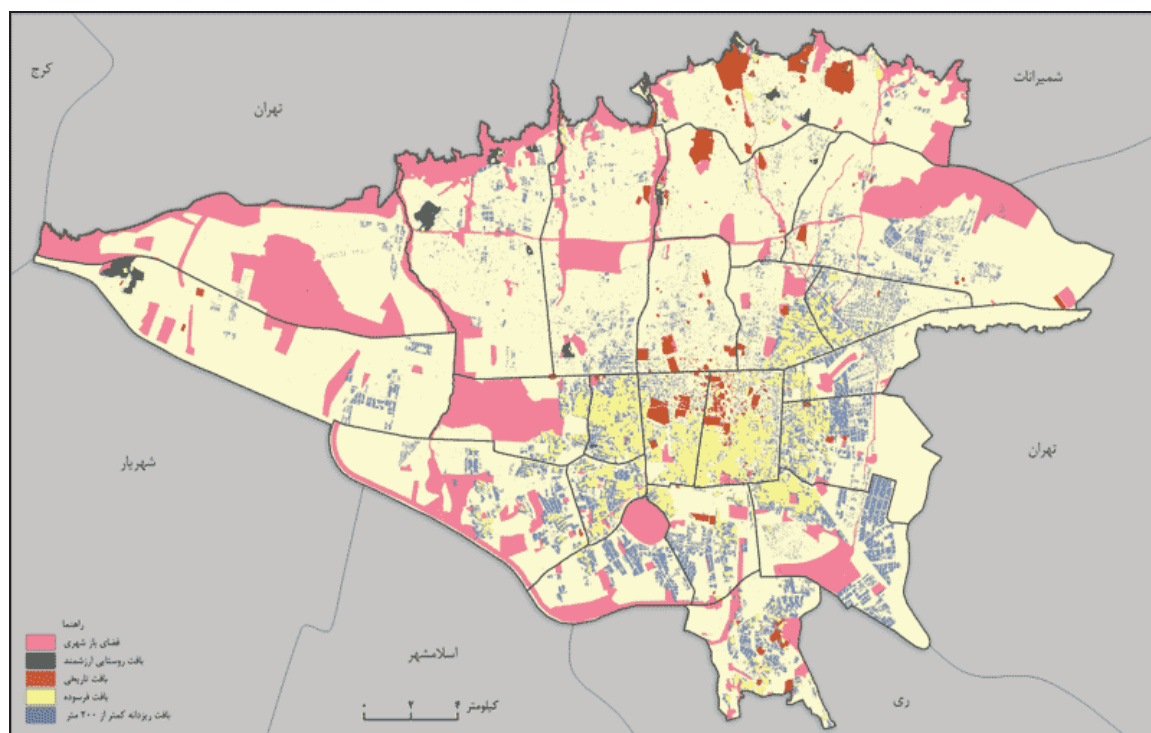 کرج
تهران
شمیرانات
تهران
شهریار
اسلامشهر
ری
راهنما
فضای باز شهری
بافت روستایی ارزشمند
بافت تاریخی
بافت فرسوده
بافت ریزدانه کمتر از ۲۰۰ متر
۰ ۲ ۴ کیلومتر